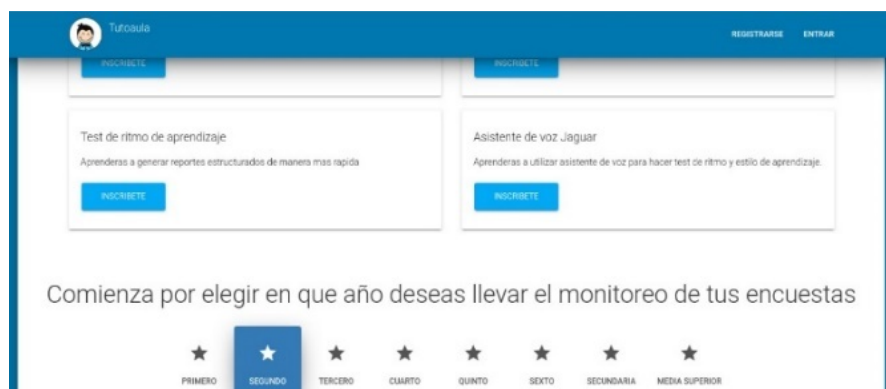 Tutoaula
REGISTRARSE ENTRAR
INSCRIBETE INSCRIBETE
Test de ritmo de aprendizaje
Aprenderas a generar reportes estructurados de manera mas rapida
INSCRIBETE
Asistente de voz Jaguar
Aprenderas a utilizar asistente de voz para hacer test de ritmo y estilo de aprendizaje.
INSCRIBETE
Comienza por elegir en que año deseas llevar el monitoreo de tus encuestas
PRIMERO SEGUNDO TERCERO CUARTO QUINTO SEXTO SECUNDARIA MEDIA SUPERIOR